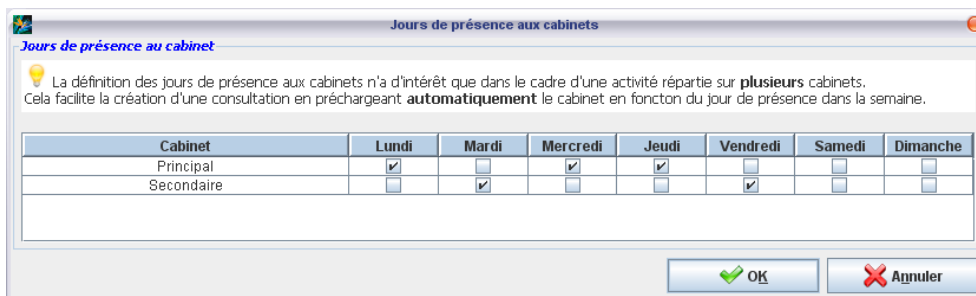 Jours de présence aux cabinets
Jours de présence au cabinet
La définition des jours de présence aux cabinets n'a d'intérêt que dans le cadre d'une activité répartie sur plusieurs cabinets.
Cela facilite la création d'une consultation en préchargeant automatiquement le cabinet en foncton du jour de présence dans la semaine.
Cabinet Lundi Mardi Mercredi Jeudi Vendredi Samedi Dimanche
Principal
Secondaire
OK Annuler